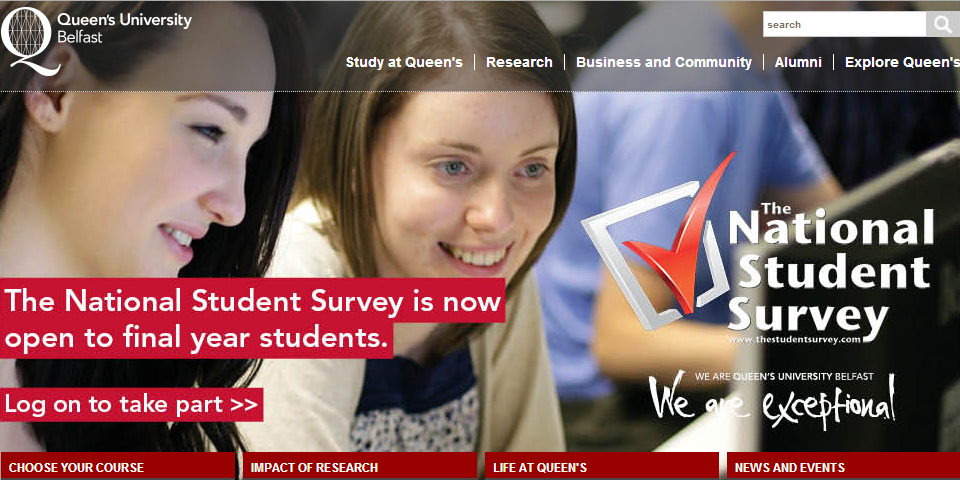 Queen's University
Belfast
search
Study at Queen's
Research
Business and Community
Alumni
Explore Queen's
The
National
Student
Survey
www.thestudentsurvey.com
The National Student Survey is now
open to final year students.
Log on to take part >>
WE ARE QUEEN'S UNIVERSITY BELFAST
We are exceptional
CHOOSE YOUR COURSE
IMPACT OF RESEARCH
LIFE AT QUEEN'S
NEWS AND EVENTS